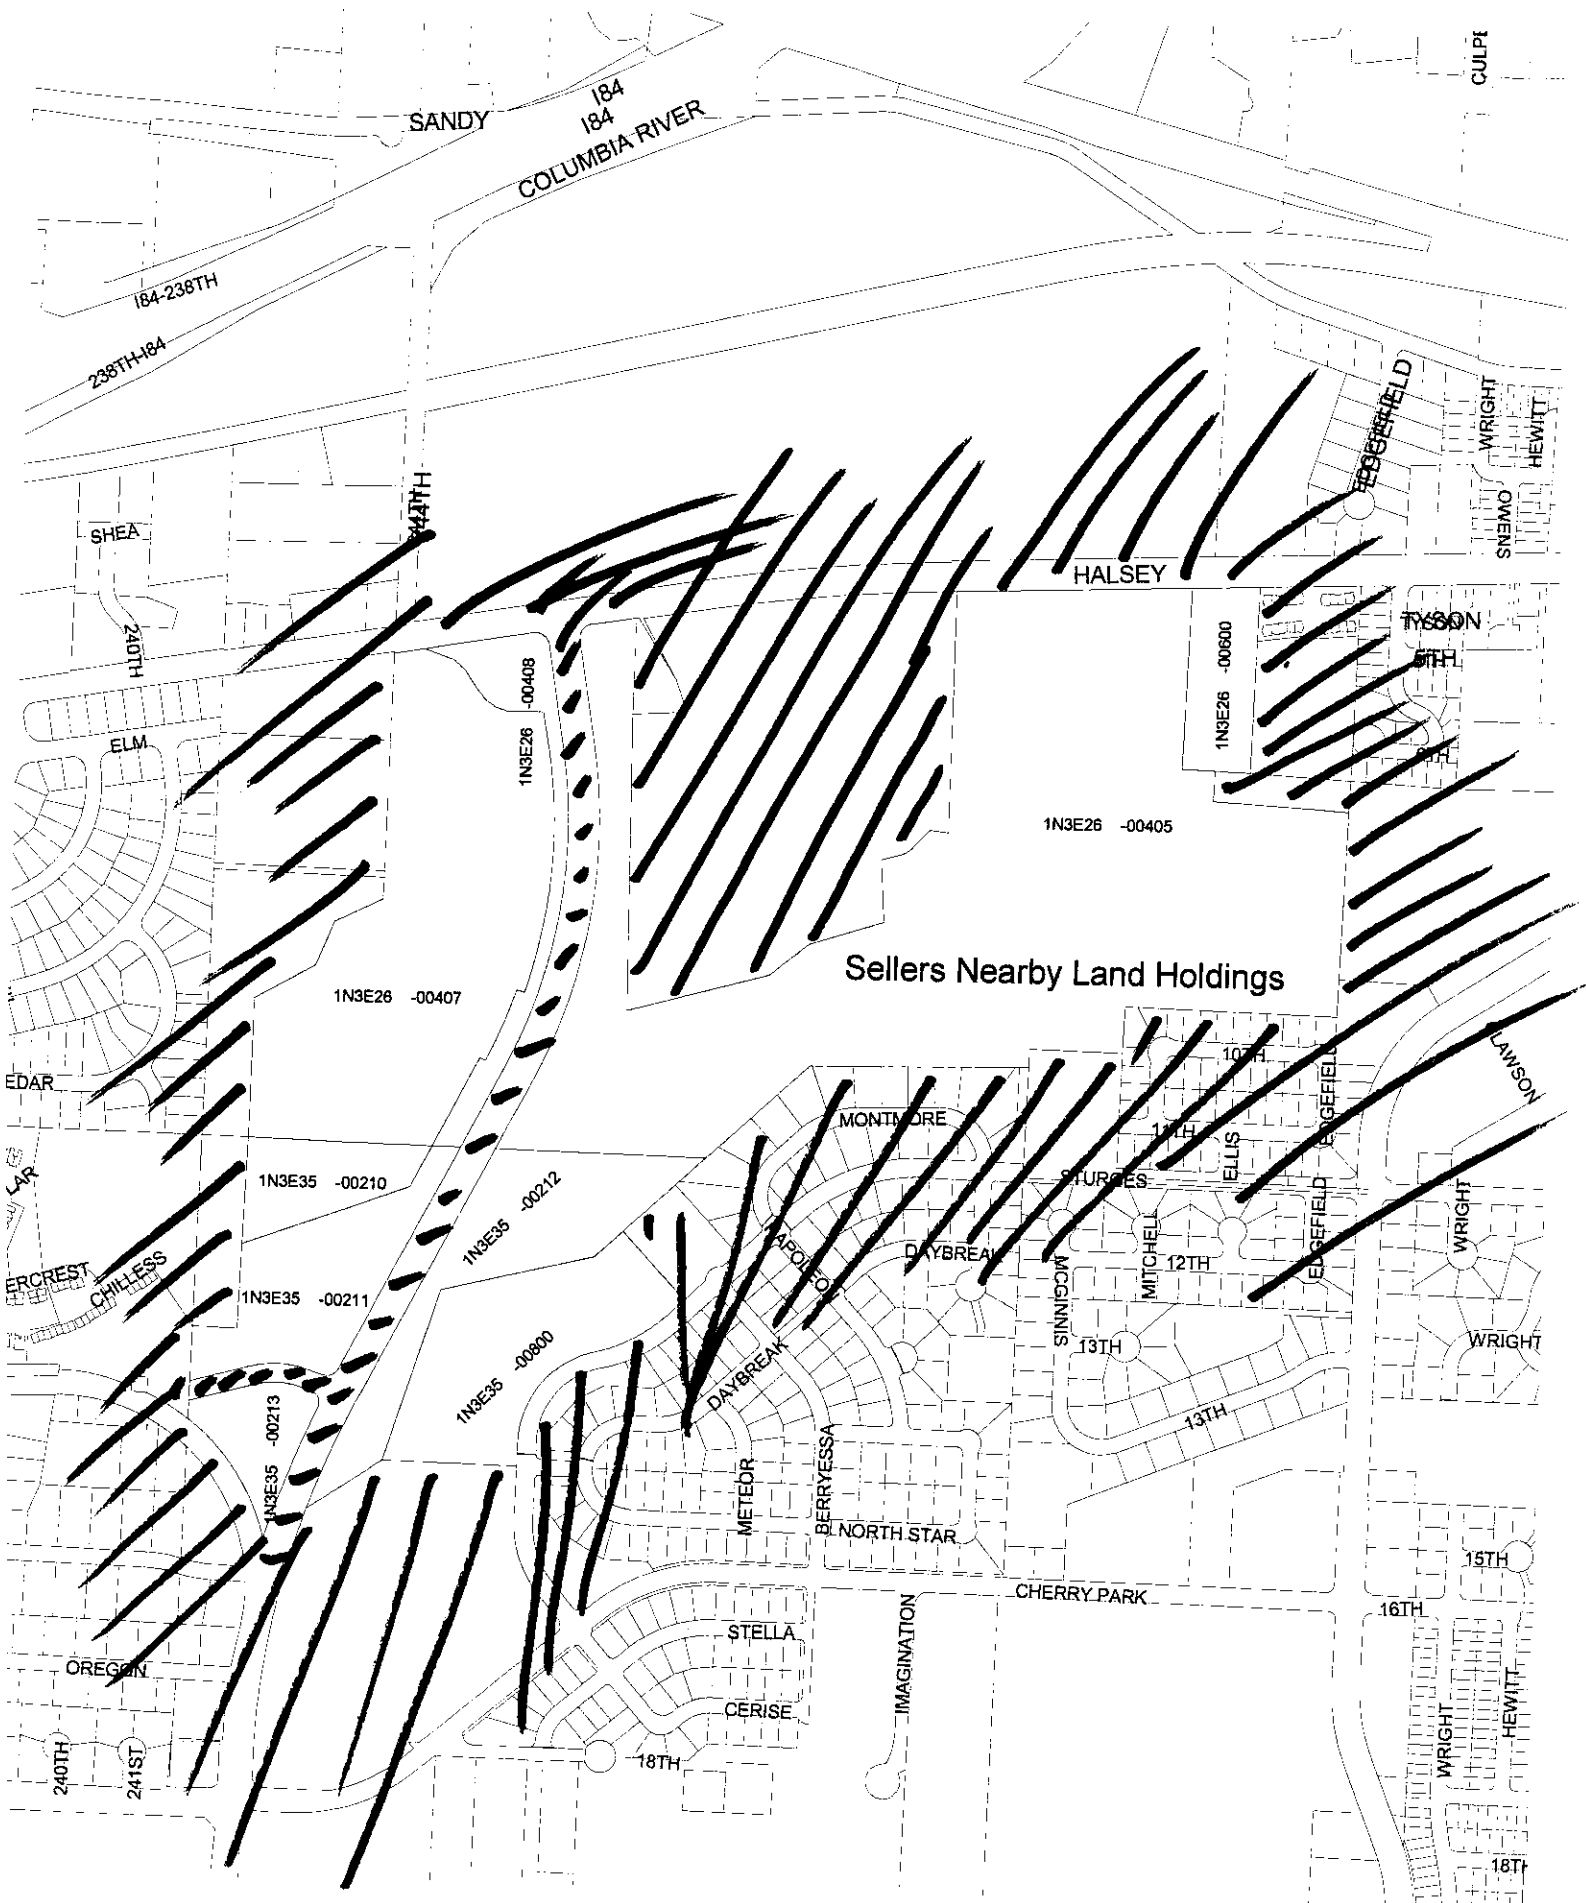 CULPE
I84
SANDY
I84
COLUMBIA RIVER
I84-238TH
238TH-I84
EDGEFIELD
WRIGHT
HEWITT
244TH
SHEA
OWENS
HALSEY
240TH
TYSON
5TH
1N3E26 -00408
1N3E26 -00600
ELM
6TH
1N3E26 -00405
Sellers Nearby Land Holdings
1N3E26 -00407
10TH
EDGEFIELD
LAWSON
EDAR
MONTMORE
11TH
ELLIS
LAR
1N3E35 -00210
1N3E35 -00212
STURGES
EDGEFIELD
WRIGHT
NAPOLEON
DAYBREAK
MCGINNIS
MITCHELL
12TH
ERCREST
CHILLESS
1N3E35 -00211
1N3E35 -00800
DAYBREAK
13TH
WRIGHT
1N3E35 -00213
13TH
METEOR
BERRYESSA
NORTH STAR
15TH
CHERRY PARK
16TH
STELLA
IMAGINATION
OREGON
CERISE
HEWITT
WRIGHT
240TH
241ST
18TH
18TH